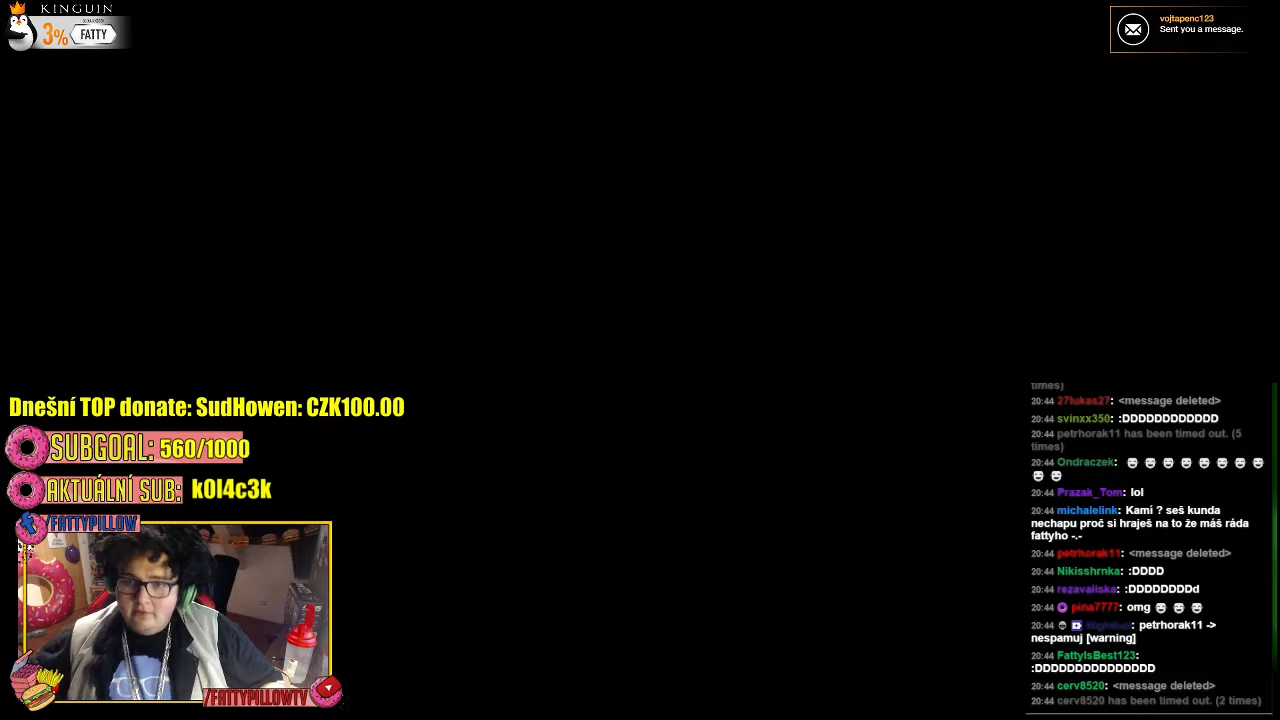 KINGUIN
3% FATTY
vojtapenc123
Sent you a message.
Dnešní TOP donate: SudHowen: CZK100.00
SUBGOAL: 560/1000
AKTUÁLNÍ SUB: k0l4c3k
/FATTYPILLOW
/FATTYPILLOWTV
times)
20:44 27lukas27: <message deleted>
20:44 svinxx350: :DDDDDDDDDDDD
20:44 petrhorak11 has been timed out. (5
times)
20:44 Ondraczek:
20:44 Prazak_Tom: lol
20:44 michalelink: Kamí ? seš kunda
nechapu proč si hraješ na to že máš ráda
fattyho -.-
20:44 petrhorak11: <message deleted>
20:44 Nikisshrnka: :DDDD
20:44 rezavaliska: :DDDDDDDDd
20:44 pina7777: omg
20:44 petrhorak11 ->
nespamuj [warning]
20:44 FattyIsBest123:
:DDDDDDDDDDDDDDD
20:44 cerv8520: <message deleted>
20:44 cerv8520 has been timed out. (2 times)